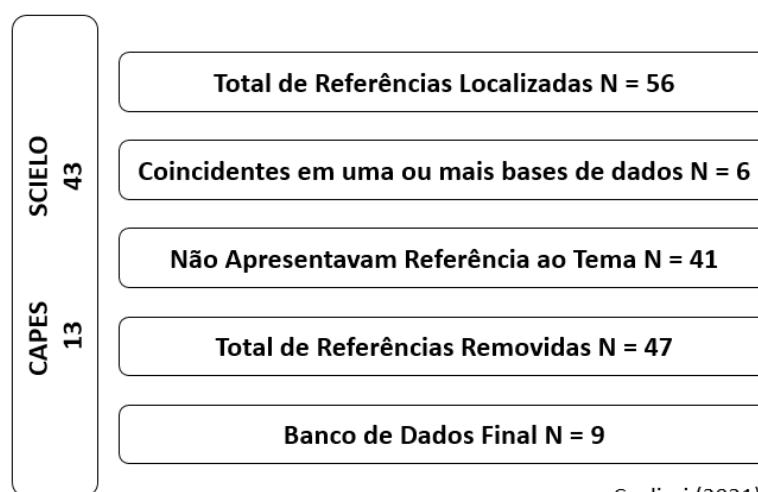 SCIELO
43
CAPES
13
Total de Referências Localizadas N = 56
Coincidentes em uma ou mais bases de dados N = 6
Não Apresentavam Referência ao Tema N = 41
Total de Referências Removidas N = 47
Banco de Dados Final N = 9